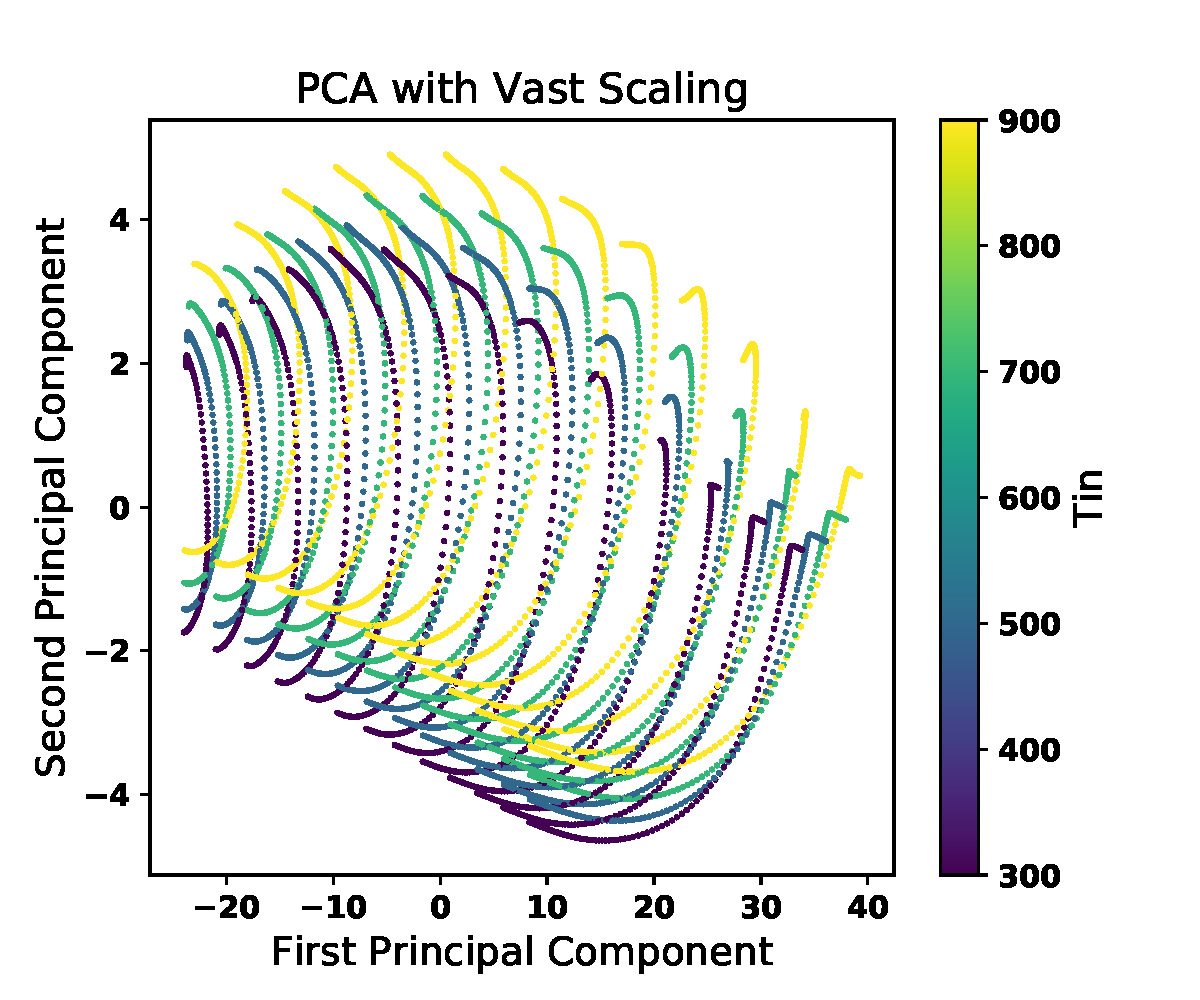 PCA with Vast Scaling
Second Principal Component
4
2
0
−2
−4
−20 −10 0 10 20 30 40
First Principal Component
900
800
700
600
500
400
300
Tin